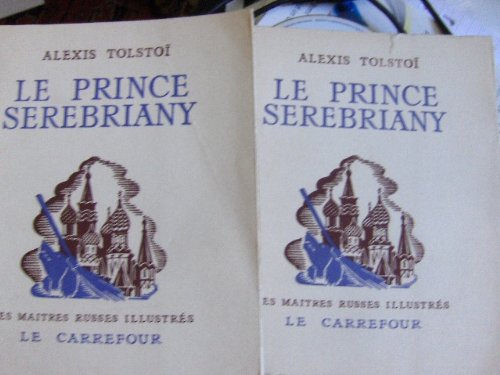 ALEXIS TOLSTOÏ
LE PRINCE
SEREBRIANY
ES MAITRES RUSSES ILLUSTRÉS
LE CARREFOUR
ALEXIS TOLSTOÏ
LE PRINCE
SEREBRIANY
ES MAITRES RUSSES ILLUSTRÉS
LE CARREFOUR